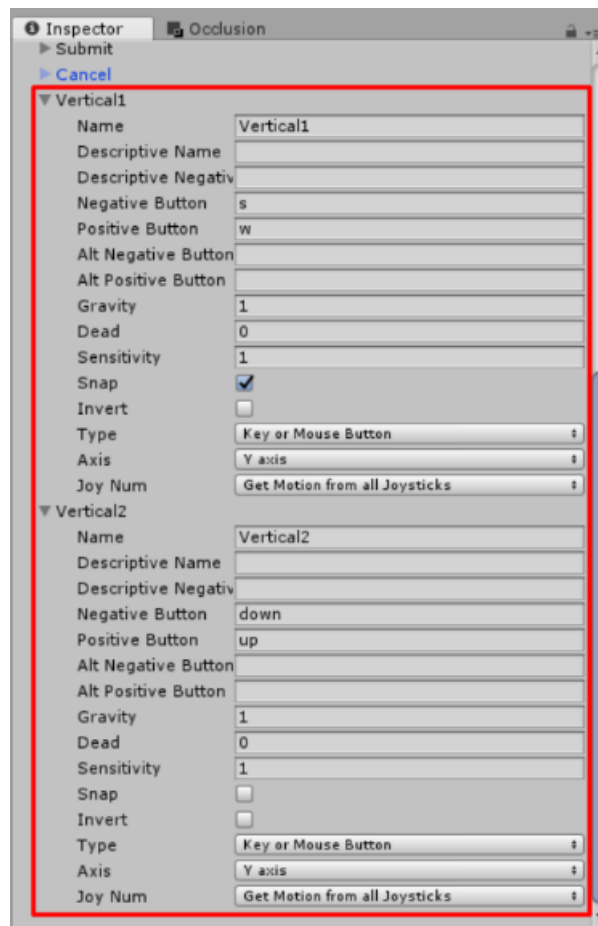 Inspector Occlusion
Submit
Cancel
Vertical1
Name Vertical1
Descriptive Name
Descriptive Negativ
Negative Button s
Positive Button w
Alt Negative Button
Alt Positive Button
Gravity 1
Dead 0
Sensitivity 1
Snap
Invert
Type Key or Mouse Button
Axis Y axis
Joy Num Get Motion from all Joysticks
Vertical2
Name Vertical2
Descriptive Name
Descriptive Negativ
Negative Button down
Positive Button up
Alt Negative Button
Alt Positive Button
Gravity 1
Dead 0
Sensitivity 1
Snap
Invert
Type Key or Mouse Button
Axis Y axis
Joy Num Get Motion from all Joysticks